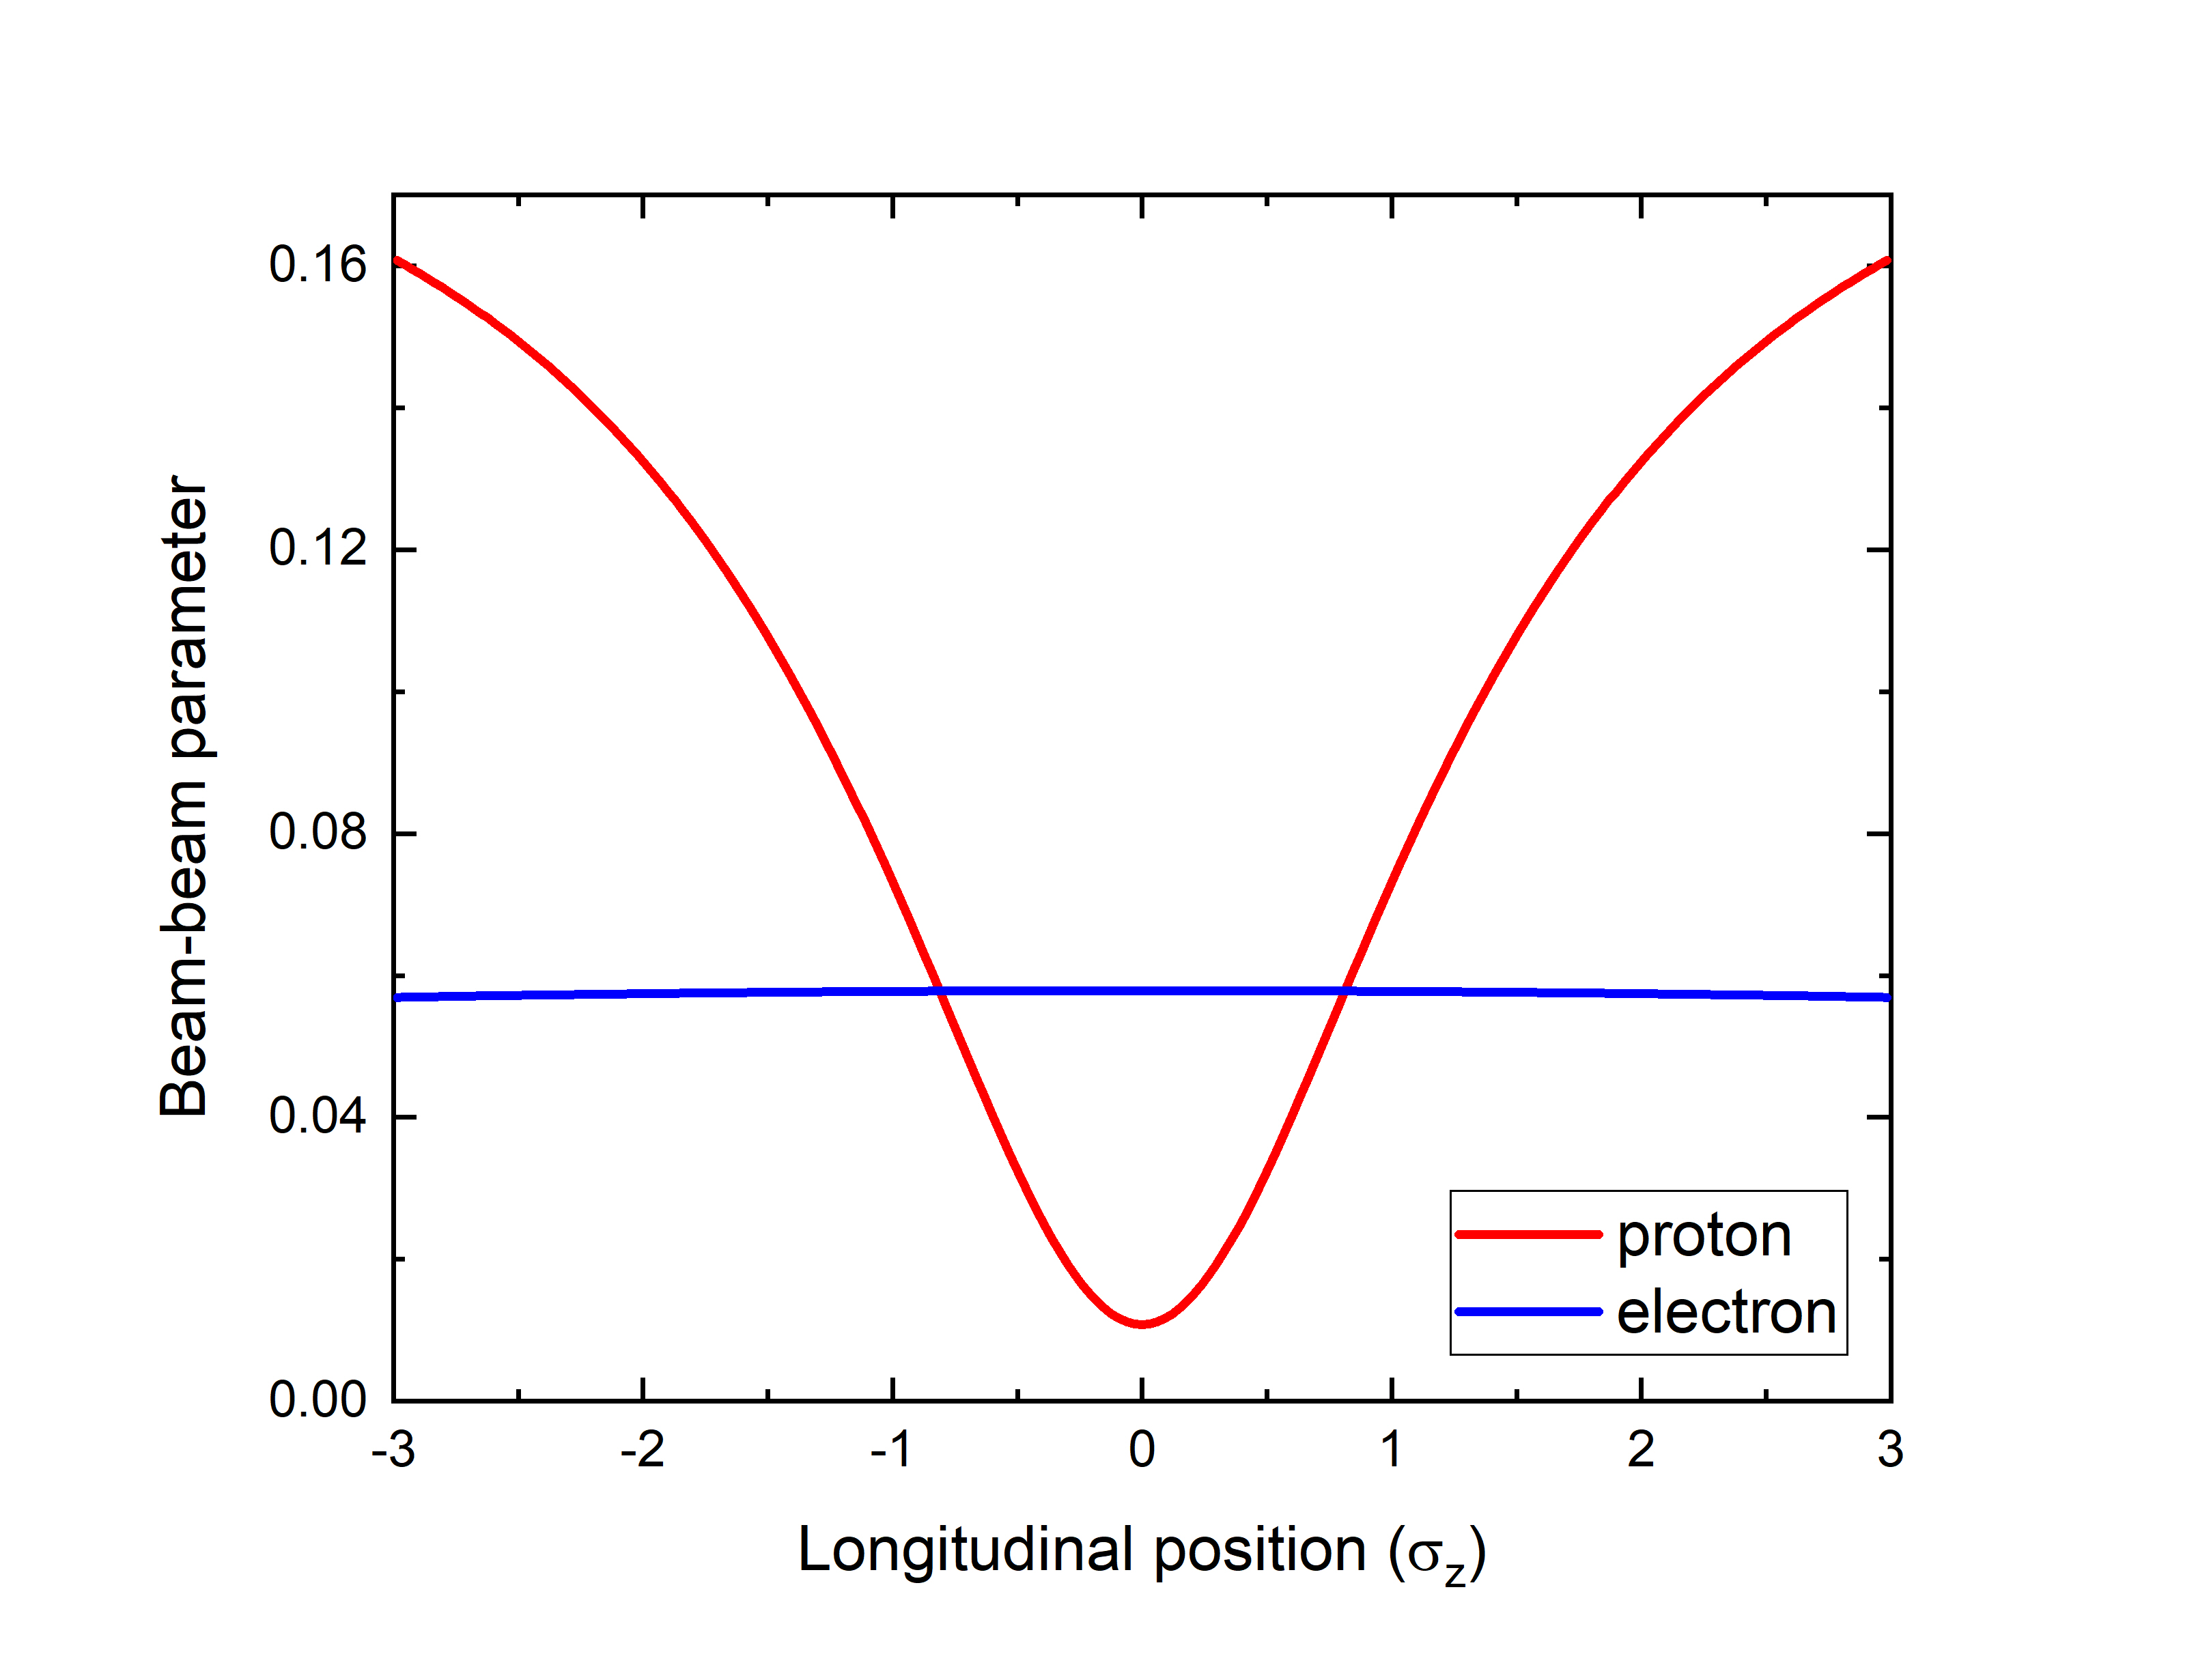 0.16
0.12
0.08
0.04
0.00
-3 -2 -1 0 1 2 3
Beam-beam parameter
Longitudinal position (σz)
proton
electron